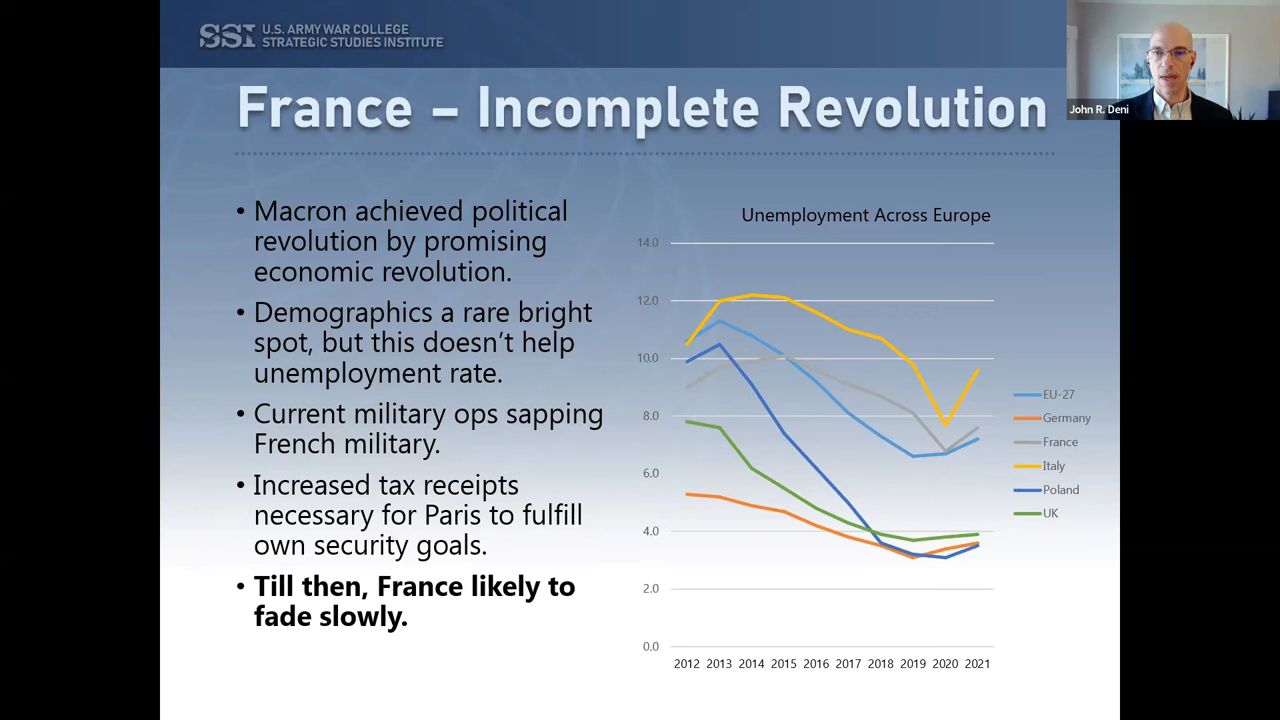 SSI U.S. ARMY WAR COLLEGE
STRATEGIC STUDIES INSTITUTE
John R. Deni
France – Incomplete Revolution
• Macron achieved political
revolution by promising
economic revolution.
• Demographics a rare bright
spot, but this doesn’t help
unemployment rate.
• Current military ops sapping
French military.
• Increased tax receipts
necessary for Paris to fulfill
own security goals.
• Till then, France likely to
fade slowly.
Unemployment Across Europe
14.0
12.0
10.0
8.0
6.0
4.0
2.0
0.0
2012 2013 2014 2015 2016 2017 2018 2019 2020 2021
EU-27
Germany
France
Italy
Poland
UK